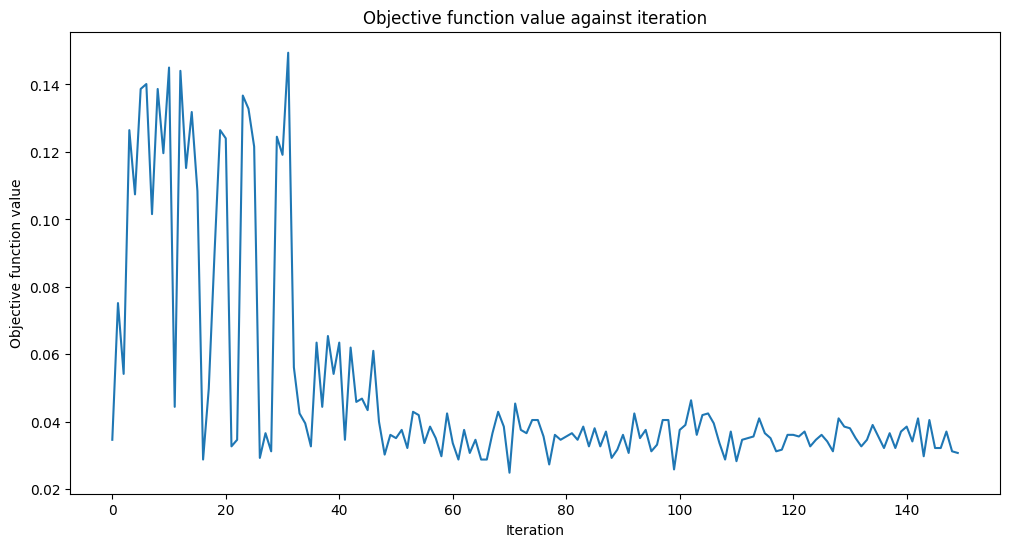 Objective function value against iteration
Objective function value
0.14
0.12
0.10
0.08
0.06
0.04
0.02
0 20 40 60 80 100 120 140
Iteration